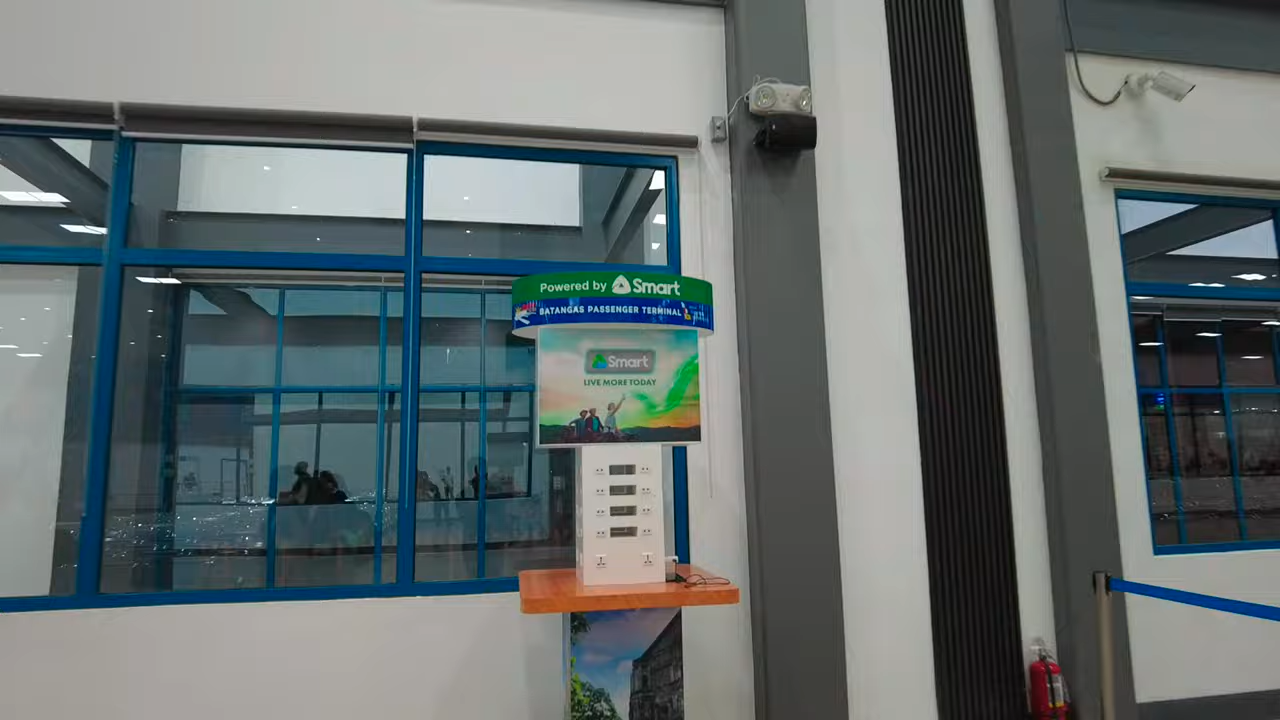 Powered by Smart
BATANGAS PASSENGER TERMINAL
Smart
LIVE MORE TODAY